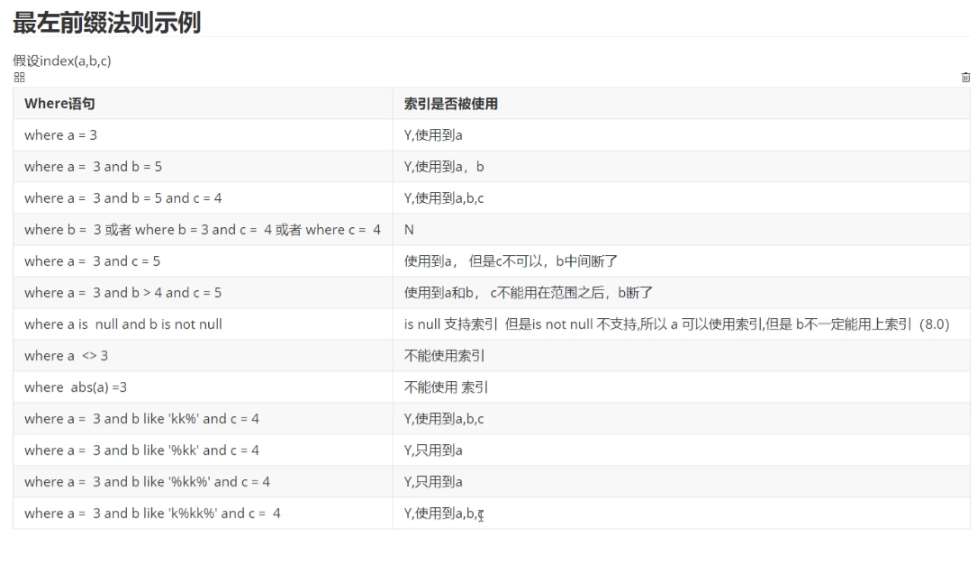 最左前缀法则示例
假设index(a,b,c)
Where语句 索引是否被使用
where a = 3 Y,使用到a
where a =  3 and b = 5 Y,使用到a，b
where a =  3 and b = 5 and c = 4 Y,使用到a,b,c
where b =  3 或者 where b = 3 and c =  4 或者 where c =  4 N
where a =  3 and c = 5 使用到a， 但是c不可以，b中间断了
where a =  3 and b > 4 and c = 5 使用到a和b， c不能用在范围之后，b断了
where a is  null and b is not null is null 支持索引  但是is not null 不支持,所以 a 可以使用索引,但是 b不一定能用上索引（8.0）
where a  <> 3 不能使用索引
where  abs(a) =3 不能使用 索引
where a =  3 and b like 'kk%' and c = 4 Y,使用到a,b,c
where a =  3 and b like '%kk' and c = 4 Y,只用到a
where a =  3 and b like '%kk%' and c = 4 Y,只用到a
where a =  3 and b like 'k%kk%' and c =  4 Y,使用到a,b,c